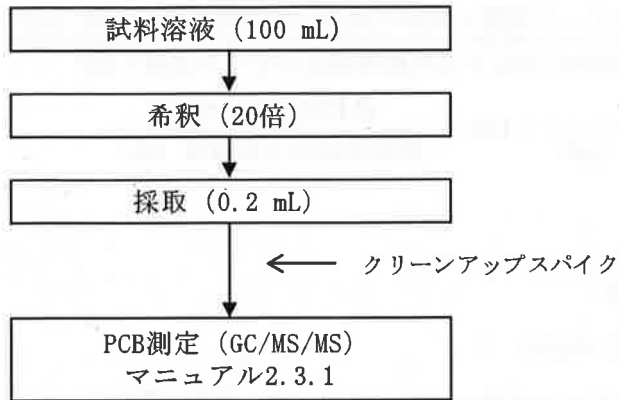 試料溶液 (100 mL)
希釈 (20倍)
採取 (0.2 mL)
クリーンアップスパイク
PCB測定 (GC/MS/MS)
マニュアル2.3.1